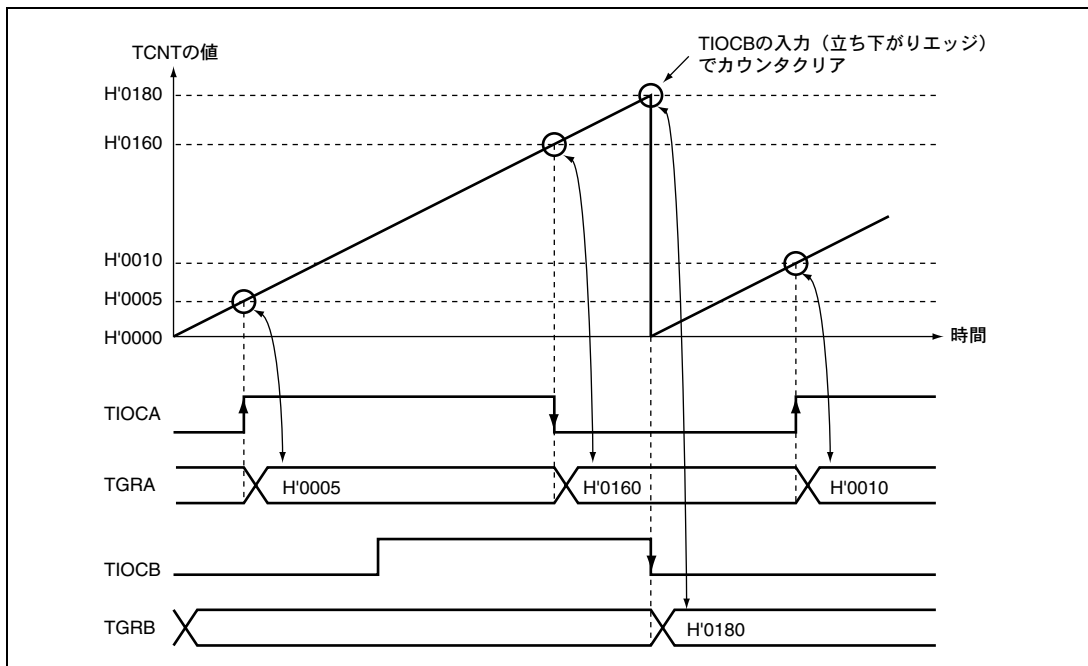 TCNTの値
TIOCBの入力（立ち下がりエッジ）
でカウンタクリア
H'0180
H'0160
H'0010
H'0005
H'0000
時間
TIOCA
TGRA
H'0005
H'0160
H'0010
TIOCB
TGRB
H'0180